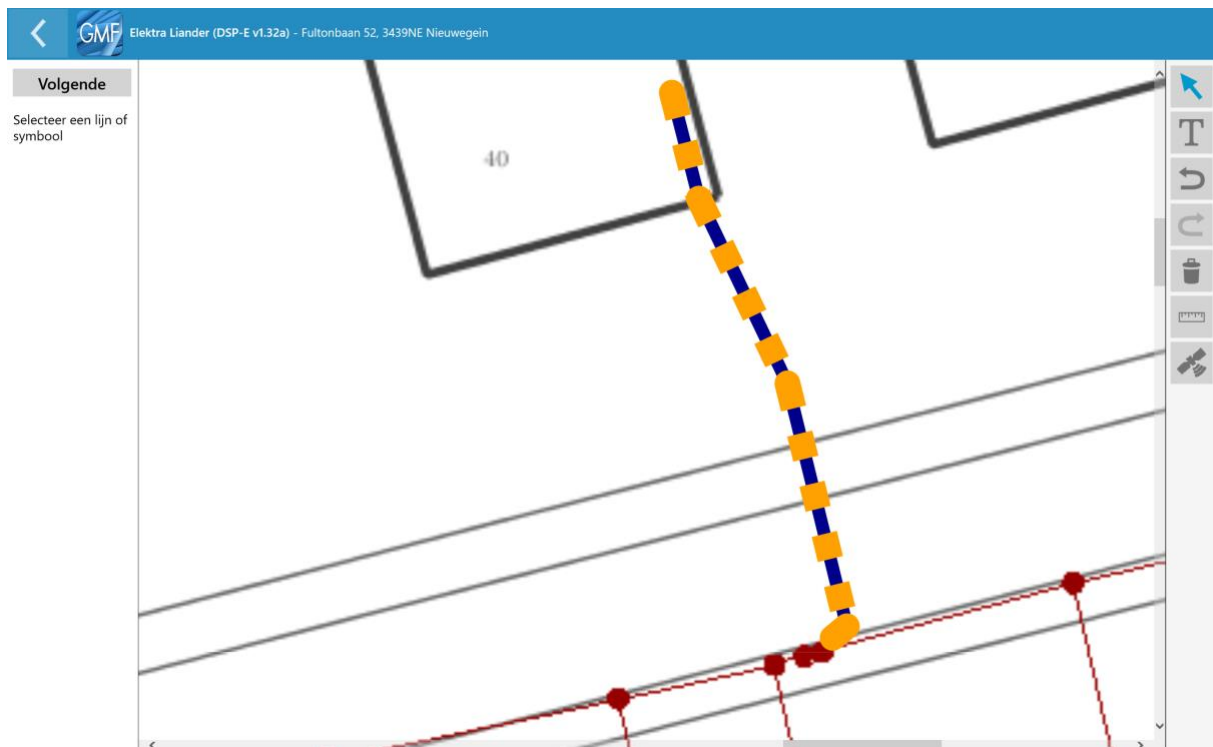 GMF
Elektra Liander (DSP-E v1.32a) - Fultonbaan 52, 3439NE Nieuwegein
Volgende
Selecteer een lijn of
symbool
40
T